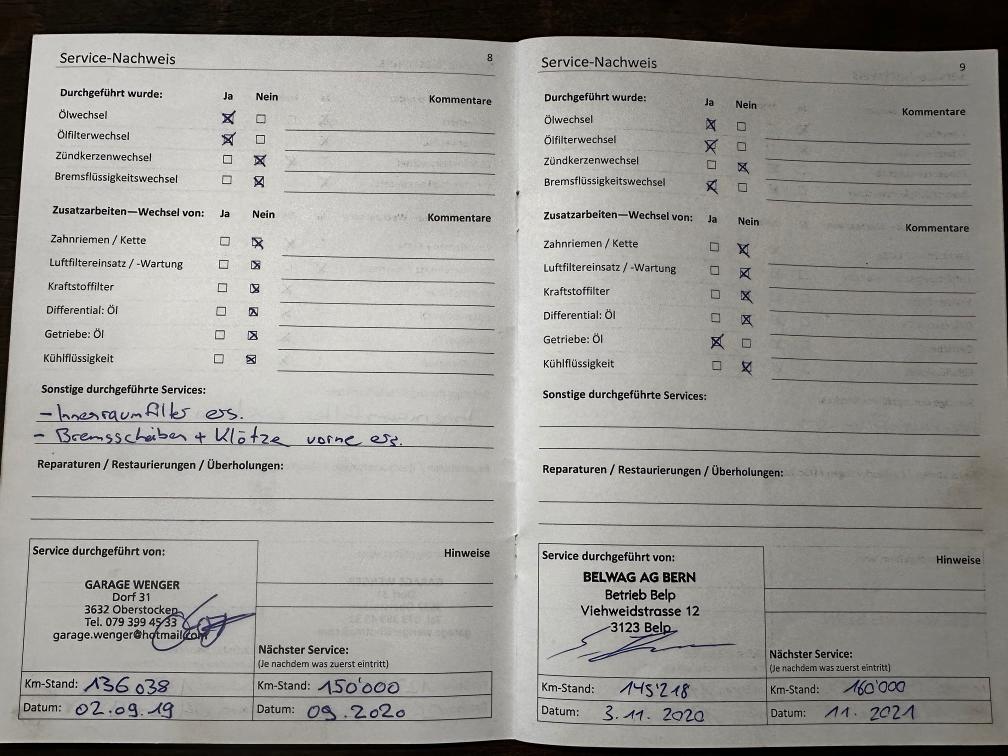 Service-Nachweis 8
Durchgeführt wurde: Ja Nein Kommentare
Ölwechsel ☒ ☐
Ölfilterwechsel ☒ ☐
Zündkerzenwechsel ☐ ☒
Bremsflüssigkeitswechsel ☐ ☒
Zusatzarbeiten—Wechsel von: Ja Nein Kommentare
Zahnriemen / Kette ☐ ☒
Luftfiltereinsatz / -Wartung ☐ ☒
Kraftstoffilter ☐ ☒
Differential: Öl ☐ ☒
Getriebe: Öl ☐ ☒
Kühlflüssigkeit ☐ ☒
Sonstige durchgeführte Services:
- Innenraumfilter ers.
- Bremsscheiben + Klötze vorne ers.
Reparaturen / Restaurierungen / Überholungen:
Service durchgeführt von: Hinweise
GARAGE WENGER
Dorf 31
3632 Oberstocken
Tel. 079 399 45 33
garage.wenger@hotmail.com
Nächster Service:
(Je nachdem was zuerst eintritt)
Km-Stand: 136038 Km-Stand: 150'000
Datum: 02.09.19 Datum: 09.2020
Service-Nachweis 9
Durchgeführt wurde: Ja Nein Kommentare
Ölwechsel ☒ ☐
Ölfilterwechsel ☒ ☐
Zündkerzenwechsel ☐ ☒
Bremsflüssigkeitswechsel ☒ ☐
Zusatzarbeiten—Wechsel von: Ja Nein Kommentare
Zahnriemen / Kette ☐ ☒
Luftfiltereinsatz / -Wartung ☐ ☒
Kraftstoffilter ☐ ☒
Differential: Öl ☐ ☒
Getriebe: Öl ☒ ☐
Kühlflüssigkeit ☐ ☒
Sonstige durchgeführte Services:
Reparaturen / Restaurierungen / Überholungen:
Service durchgeführt von: Hinweise
BELWAG AG BERN
Betrieb Belp
Viehweidstrasse 12
3123 Belp
Nächster Service:
(Je nachdem was zuerst eintritt)
Km-Stand: 145'218 Km-Stand: 160'000
Datum: 3.11.2020 Datum: 11.2021